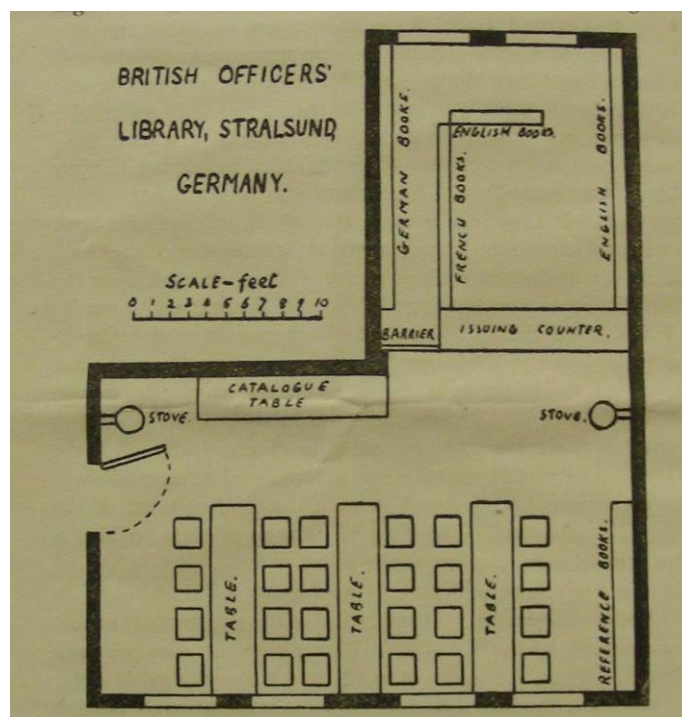 BRITISH OFFICERS'
LIBRARY, STRALSUND,
GERMANY.
SCALE-feet
0 1 2 3 4 5 6 7 8 9 10
GERMAN BOOKS.
ENGLISH BOOKS.
FRENCH BOOKS.
ENGLISH BOOKS.
BARRIER
ISSUING COUNTER.
CATALOGUE
TABLE
STOVE.
STOVE.
TABLE.
TABLE.
TABLE.
REFERENCE BOOKS.